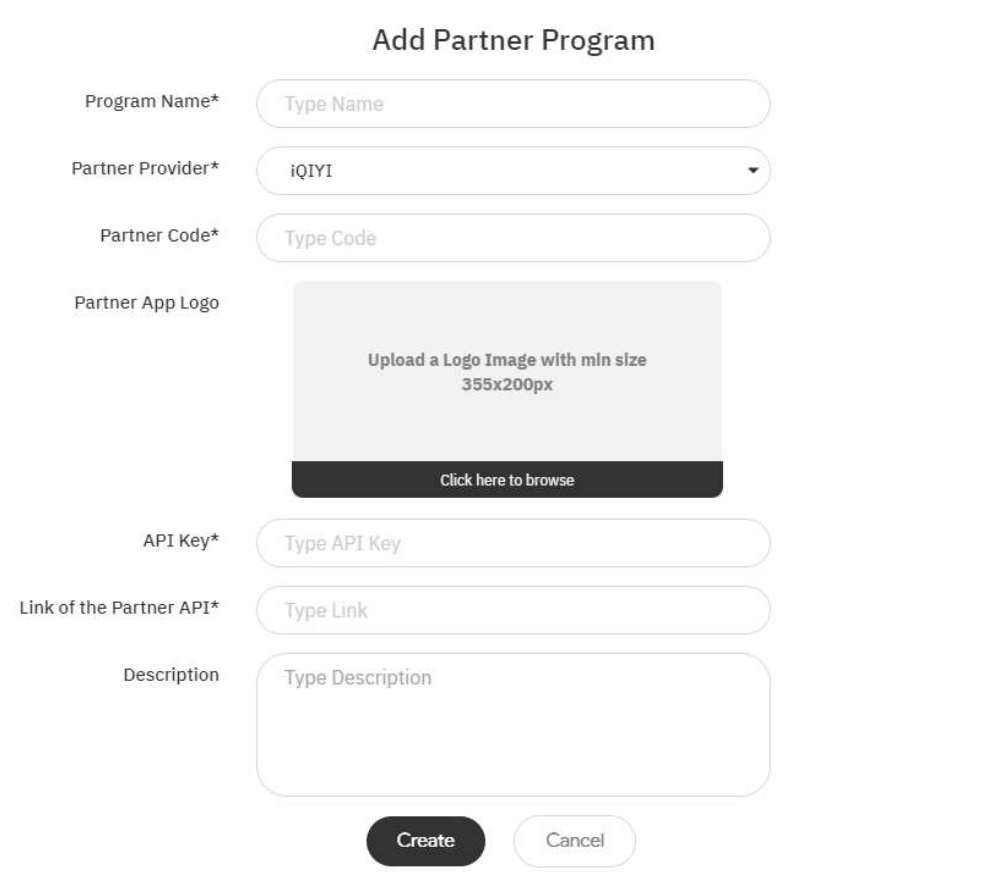 Add Partner Program
Program Name*
Type Name
Partner Provider*
iQIYI
Partner Code*
Type Code
Partner App Logo
Upload a Logo Image with min size
355x200px
Click here to browse
API Key*
Type API Key
Link of the Partner API*
Type Link
Description
Type Description
Create
Cancel